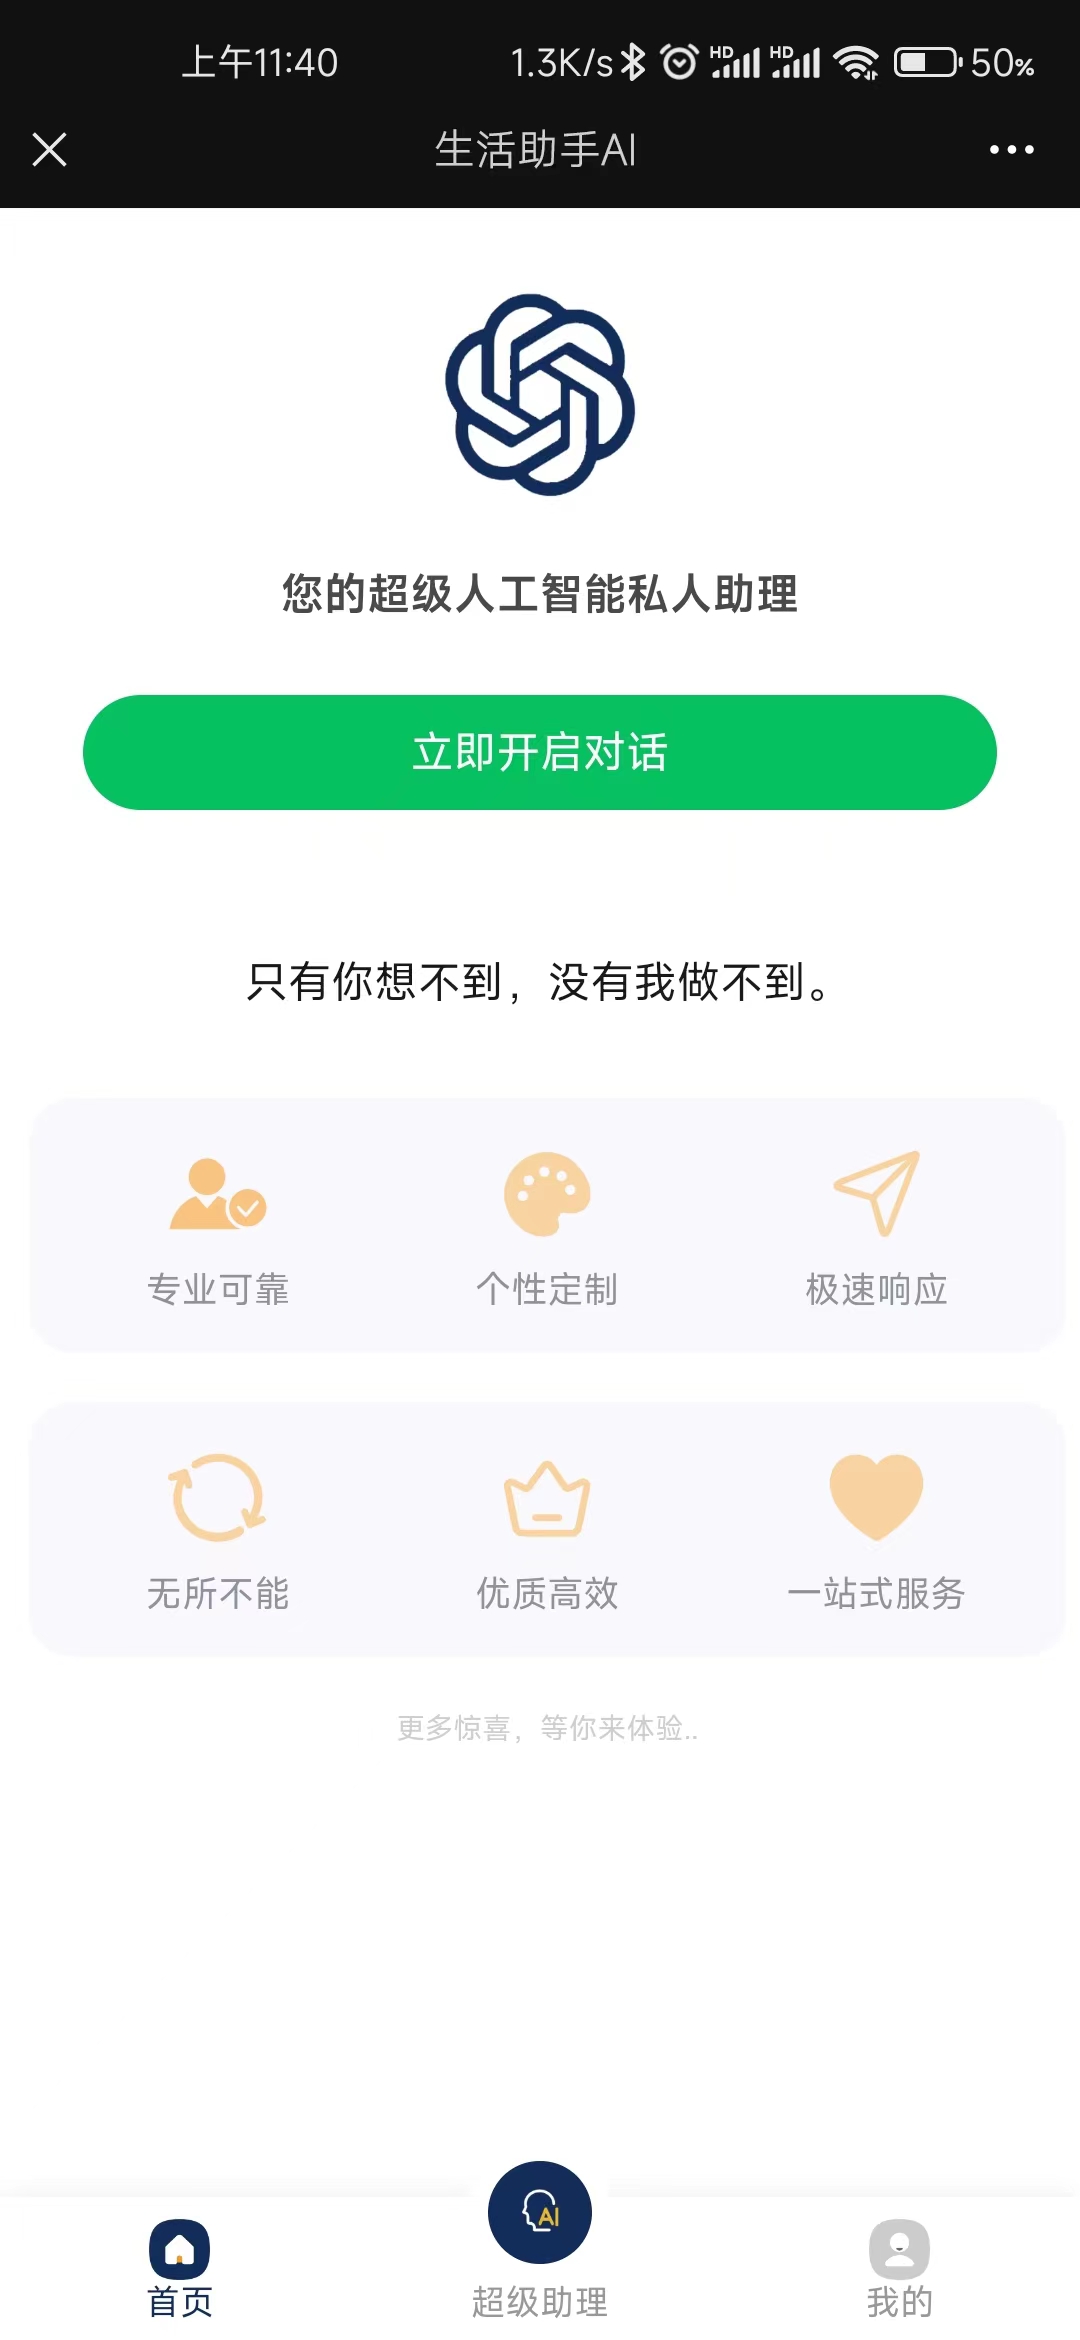 上午11:40 1.3K/s HD HD 50%
生活助手AI
您的超级人工智能私人助理
立即开启对话
只有你想不到，没有我做不到。
专业可靠 个性定制 极速响应
无所不能 优质高效 一站式服务
更多惊喜，等你来体验..
AI
首页 超级助理 我的